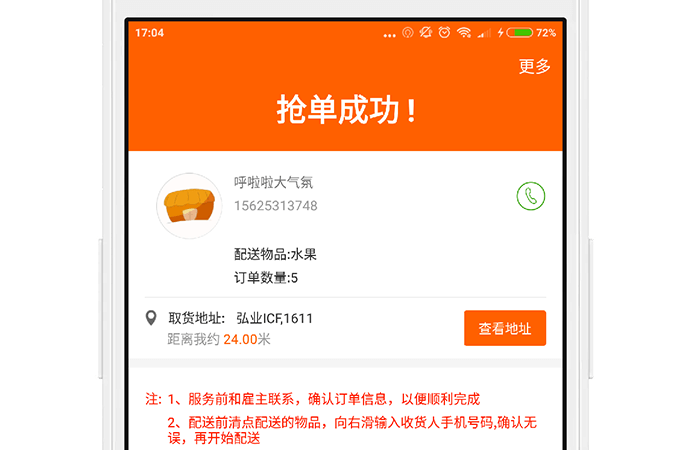 17:04
72%
更多
抢单成功！
呼啦啦大气氛
15625313748
配送物品:水果
订单数量:5
取货地址: 弘业ICF,1611
查看地址
距离我约 24.00米
注: 1、服务前和雇主联系，确认订单信息，以便顺利完成
2、配送前清点配送的物品，向右滑输入收货人手机号码,确认无
误，再开始配送